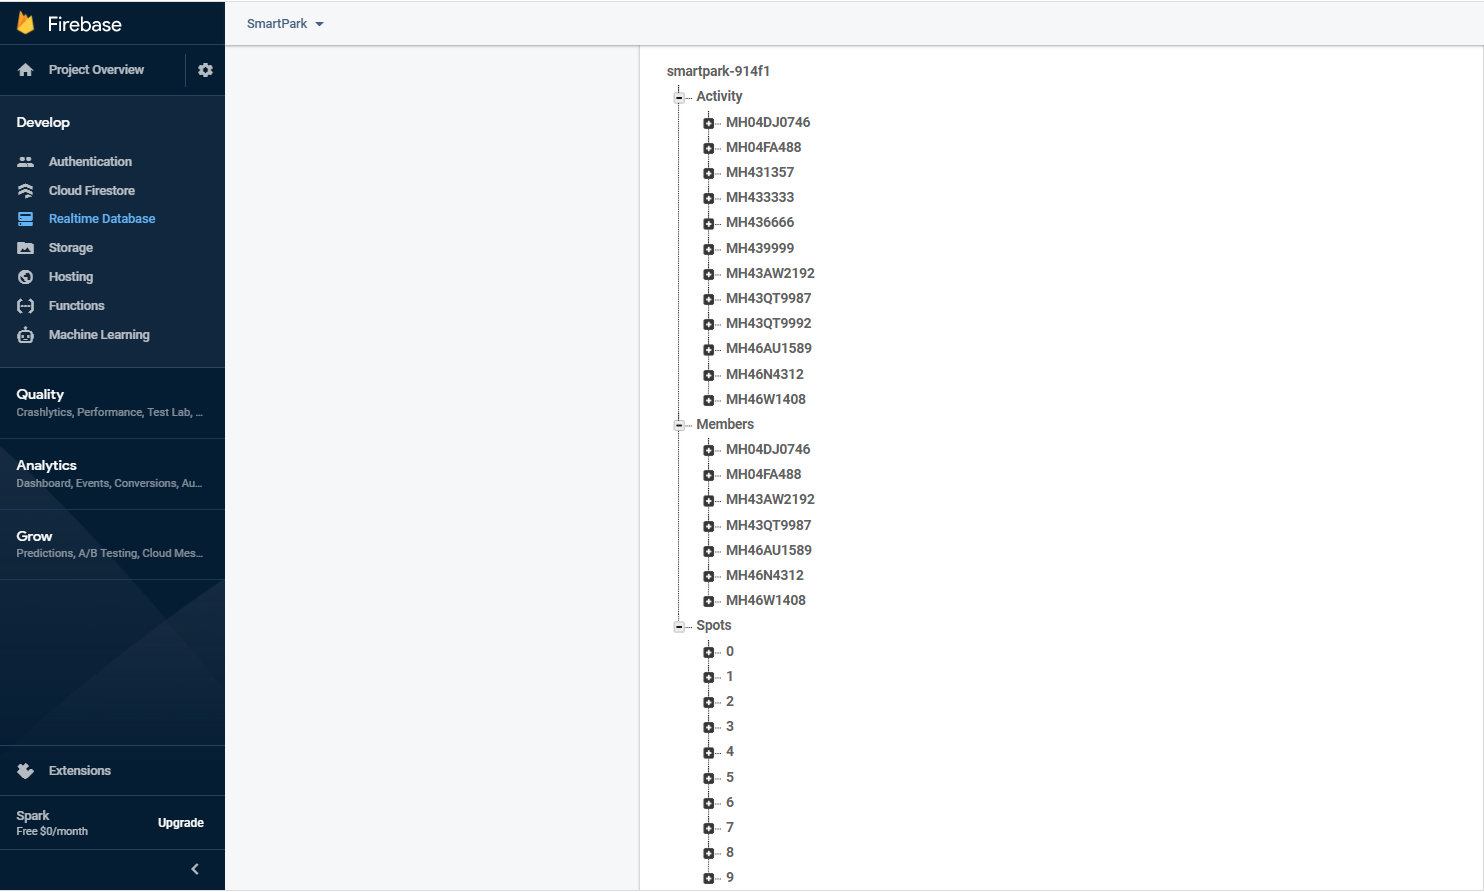 Firebase
SmartPark
Project Overview
Develop
Authentication
Cloud Firestore
Realtime Database
Storage
Hosting
Functions
Machine Learning
Quality
Crashlytics, Performance, Test Lab, ...
Analytics
Dashboard, Events, Conversions, Au...
Grow
Predictions, A/B Testing, Cloud Mes...
Extensions
Spark
Free $0/month
Upgrade
smartpark-914f1
Activity
MH04DJ0746
MH04FA488
MH431357
MH433333
MH436666
MH439999
MH43AW2192
MH43QT9987
MH43QT9992
MH46AU1589
MH46N4312
MH46W1408
Members
MH04DJ0746
MH04FA488
MH43AW2192
MH43QT9987
MH46AU1589
MH46N4312
MH46W1408
Spots
0
1
2
3
4
5
6
7
8
9